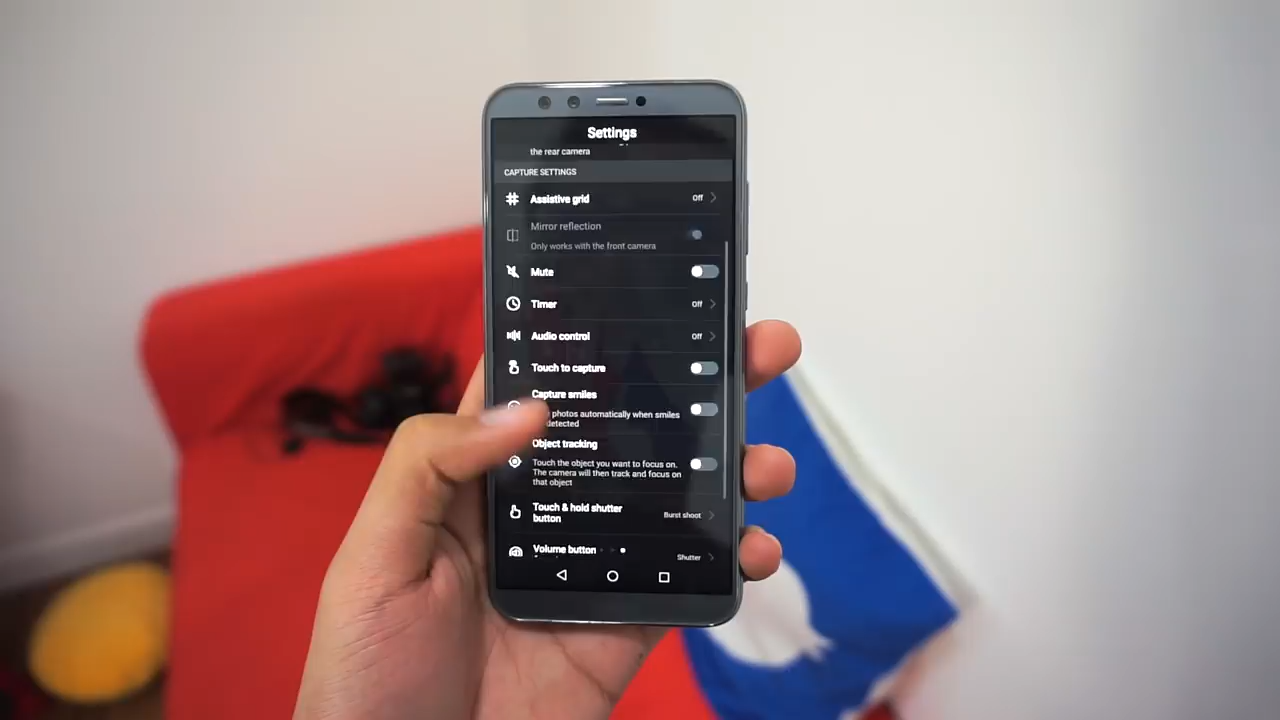 Settings
the rear camera
CAPTURE SETTINGS
Assistive grid
Off
Mirror reflection
Only works with the front camera
Mute
Timer
Off
Audio control
Off
Touch to capture
Capture smiles
photos automatically when smiles
detected
Object tracking
Touch the object you want to focus on.
The camera will then track and focus on
that object
Touch & hold shutter
button
Burst shoot
Volume button
Shutter